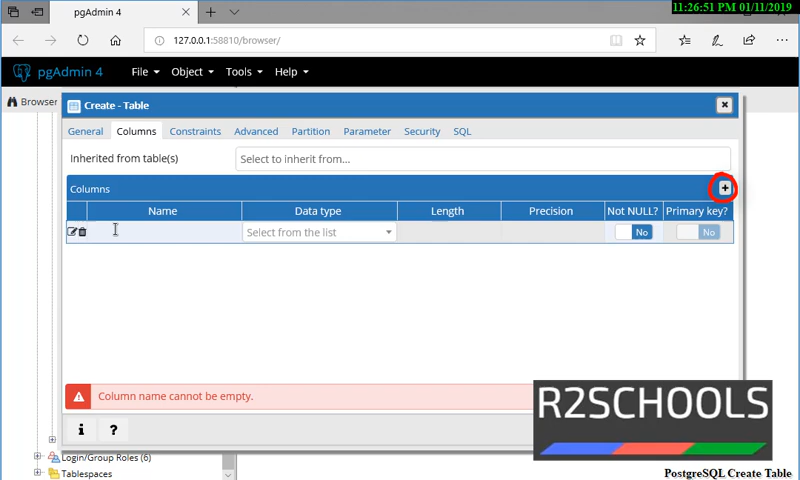 11:26:51 PM 01/11/2019
pgAdmin 4
127.0.0.1:58810/browser/
pgAdmin 4 File Object Tools Help
Browser
Create - Table
General Columns Constraints Advanced Partition Parameter Security SQL
Inherited from table(s) Select to inherit from...
Columns
Name Data type Length Precision Not NULL? Primary key?
Select from the list No No
Column name cannot be empty.
R2SCHOOLS
Login/Group Roles (6)
Tablespaces
PostgreSQL Create Table